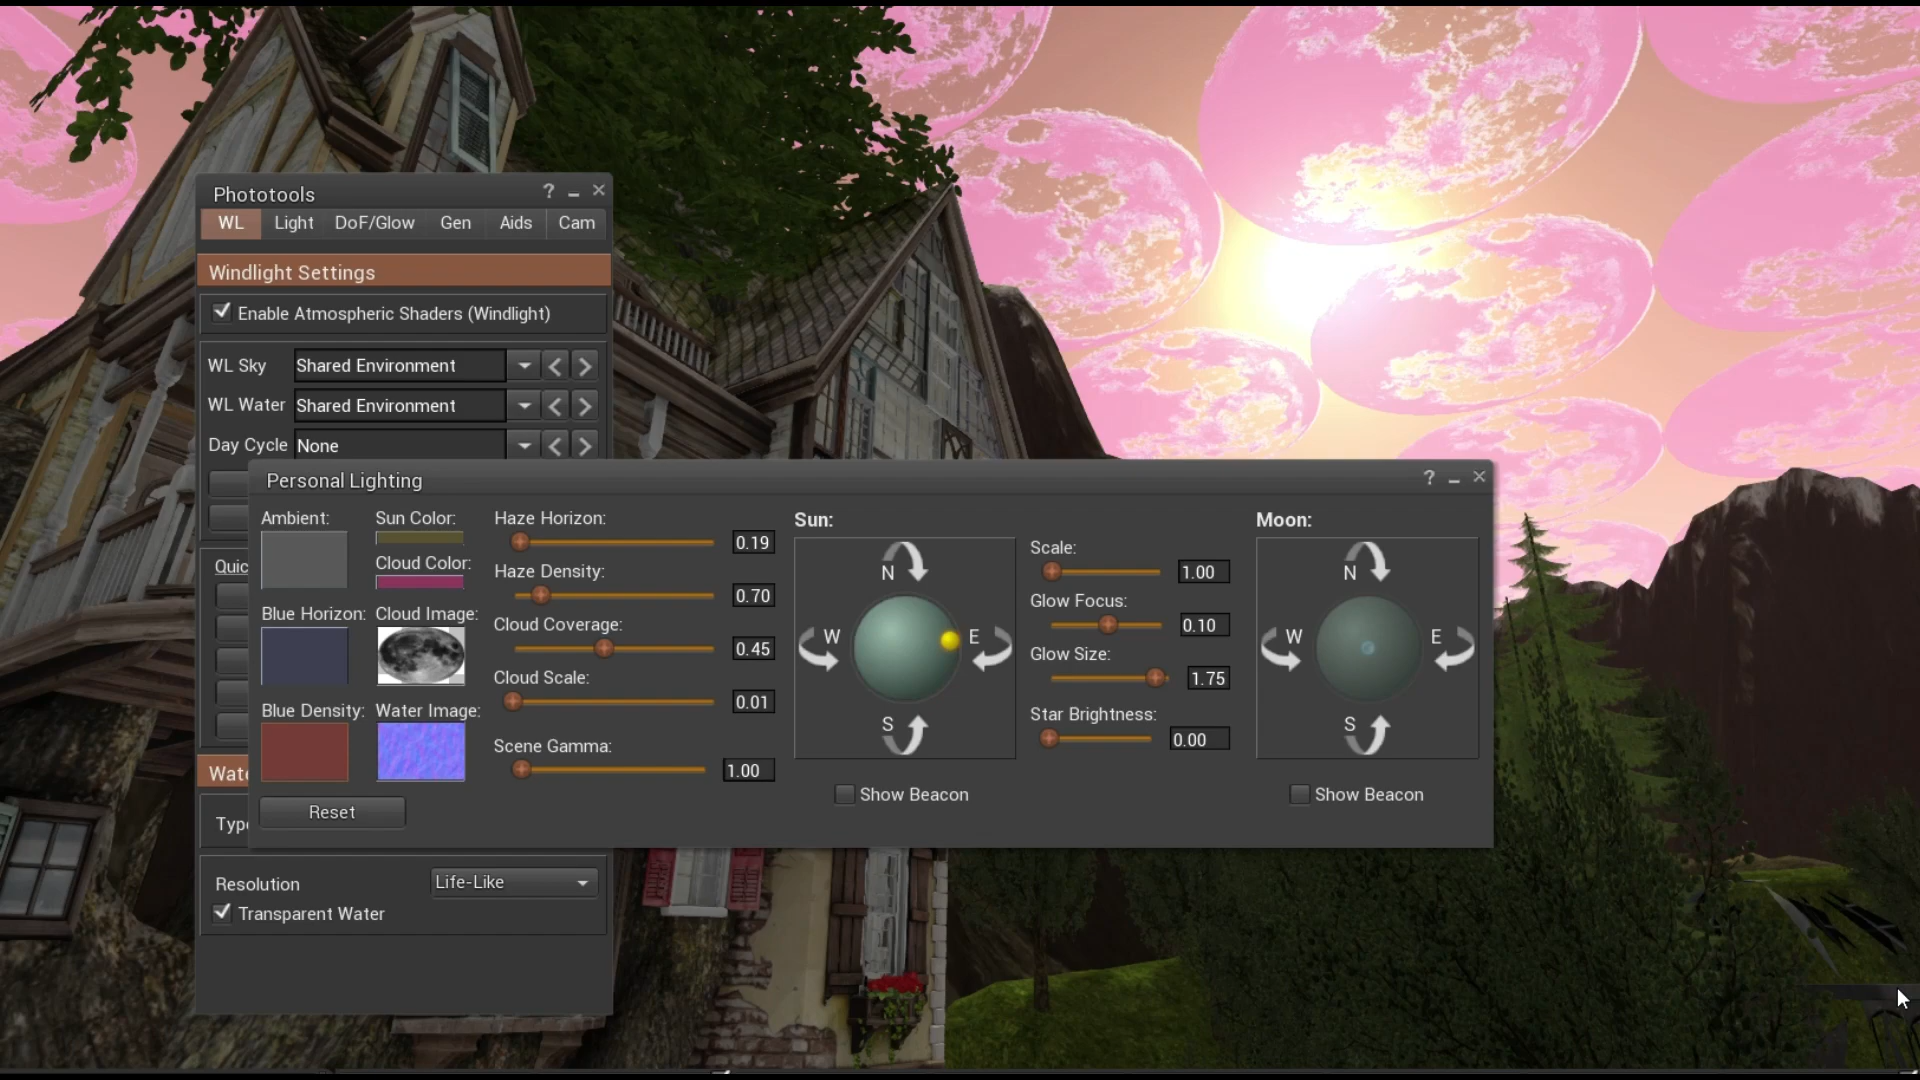 Phototools
?
WL Light DoF/Glow Gen Aids Cam
Windlight Settings
Enable Atmospheric Shaders (Windlight)
WL Sky Shared Environment
WL Water Shared Environment
Day Cycle None
Personal Lighting
?
Ambient:
Sun Color:
Cloud Color:
Blue Horizon:
Cloud Image:
Blue Density:
Water Image:
Reset
Haze Horizon:
0.19
Haze Density:
0.70
Cloud Coverage:
0.45
Cloud Scale:
0.01
Scene Gamma:
1.00
Sun:
N
W E
S
Show Beacon
Scale:
1.00
Glow Focus:
0.10
Glow Size:
1.75
Star Brightness:
0.00
Moon:
N
W E
S
Show Beacon
Quic
Wate
Type
Resolution Life-Like
Transparent Water